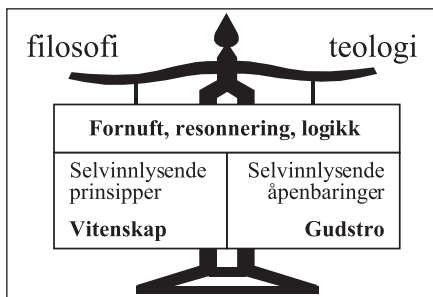 filosofi teologi
Fornuft, resonnering, logikk
Selvinnlysende
prinsipper
Vitenskap
Selvinnlysende
åpenbaringer
Gudstro